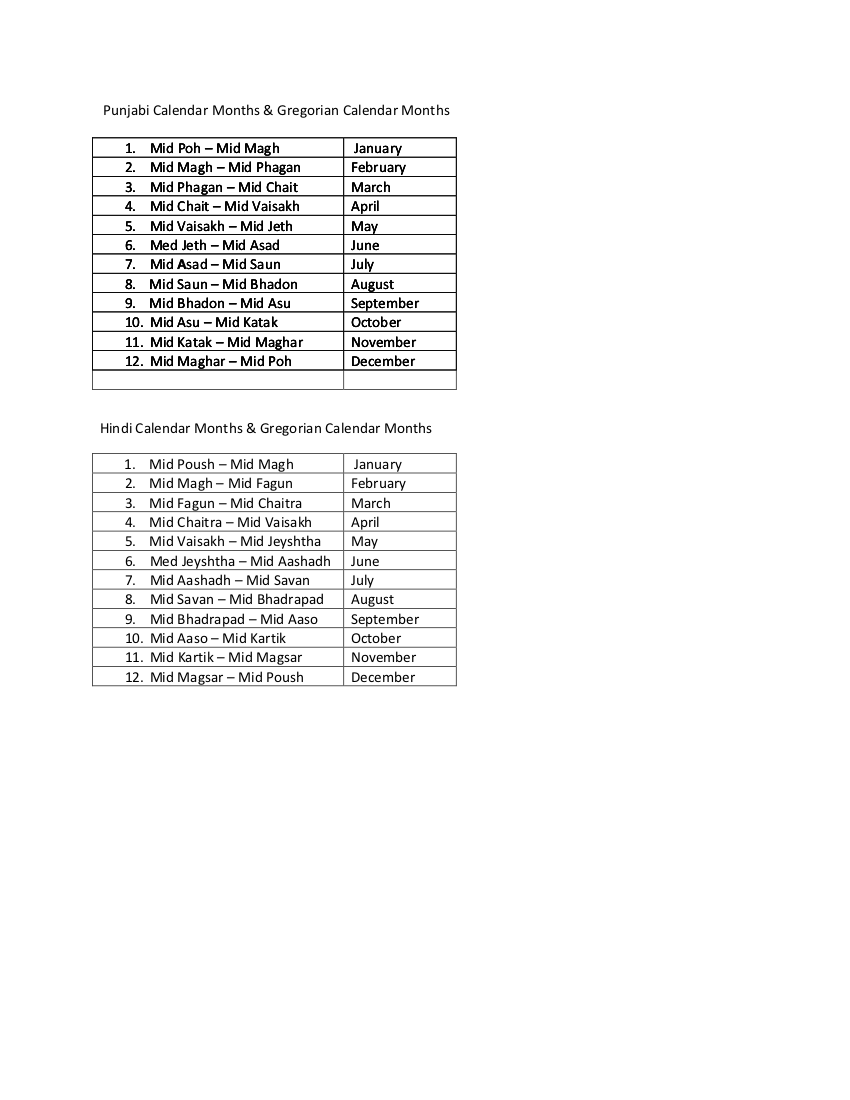 Punjabi Calendar Months & Gregorian Calendar Months
1. Mid Poh – Mid Magh January
2. Mid Magh – Mid Phagan February
3. Mid Phagan – Mid Chait March
4. Mid Chait – Mid Vaisakh April
5. Mid Vaisakh – Mid Jeth May
6. Med Jeth – Mid Asad June
7. Mid Asad – Mid Saun July
8. Mid Saun – Mid Bhadon August
9. Mid Bhadon – Mid Asu September
10. Mid Asu – Mid Katak October
11. Mid Katak – Mid Maghar November
12. Mid Maghar – Mid Poh December
Hindi Calendar Months & Gregorian Calendar Months
1. Mid Poush – Mid Magh January
2. Mid Magh – Mid Fagun February
3. Mid Fagun – Mid Chaitra March
4. Mid Chaitra – Mid Vaisakh April
5. Mid Vaisakh – Mid Jeyshtha May
6. Med Jeyshtha – Mid Aashadh June
7. Mid Aashadh – Mid Savan July
8. Mid Savan – Mid Bhadrapad August
9. Mid Bhadrapad – Mid Aaso September
10. Mid Aaso – Mid Kartik October
11. Mid Kartik – Mid Magsar November
12. Mid Magsar – Mid Poush December